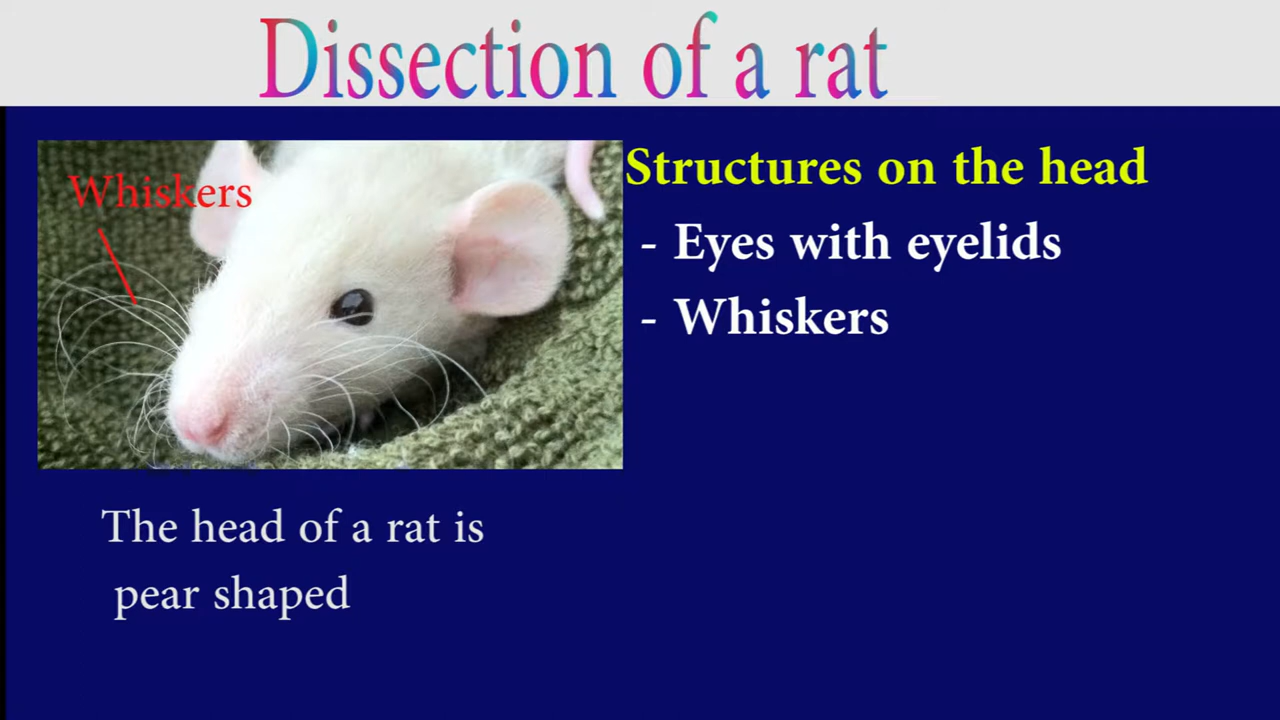 Dissection of a rat
Whiskers
Structures on the head
- Eyes with eyelids
- Whiskers
The head of a rat is
pear shaped